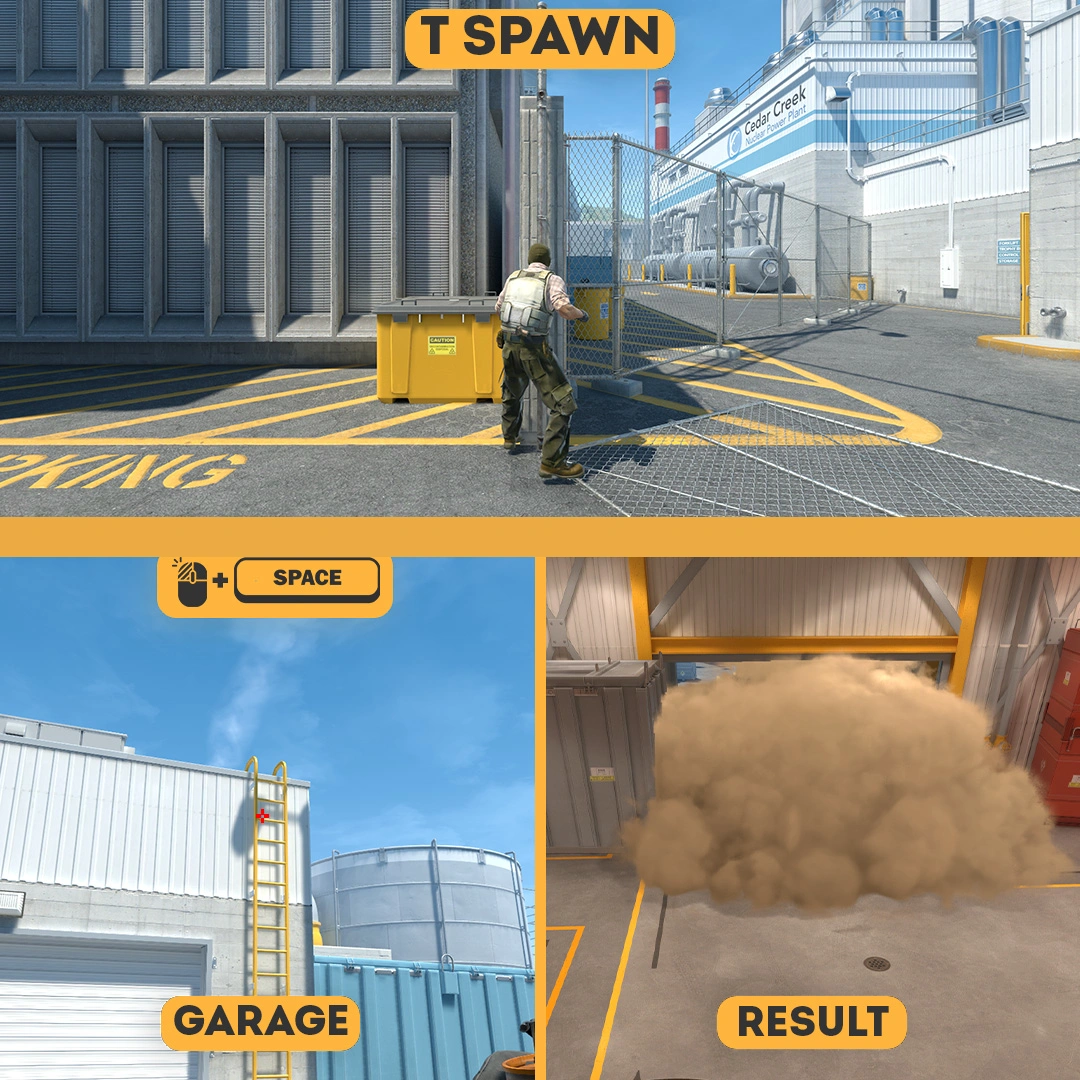 T SPAWN
Cedar Creek
Nuclear Power Plant
CAUTION
PKING
SPACE
GARAGE
RESULT